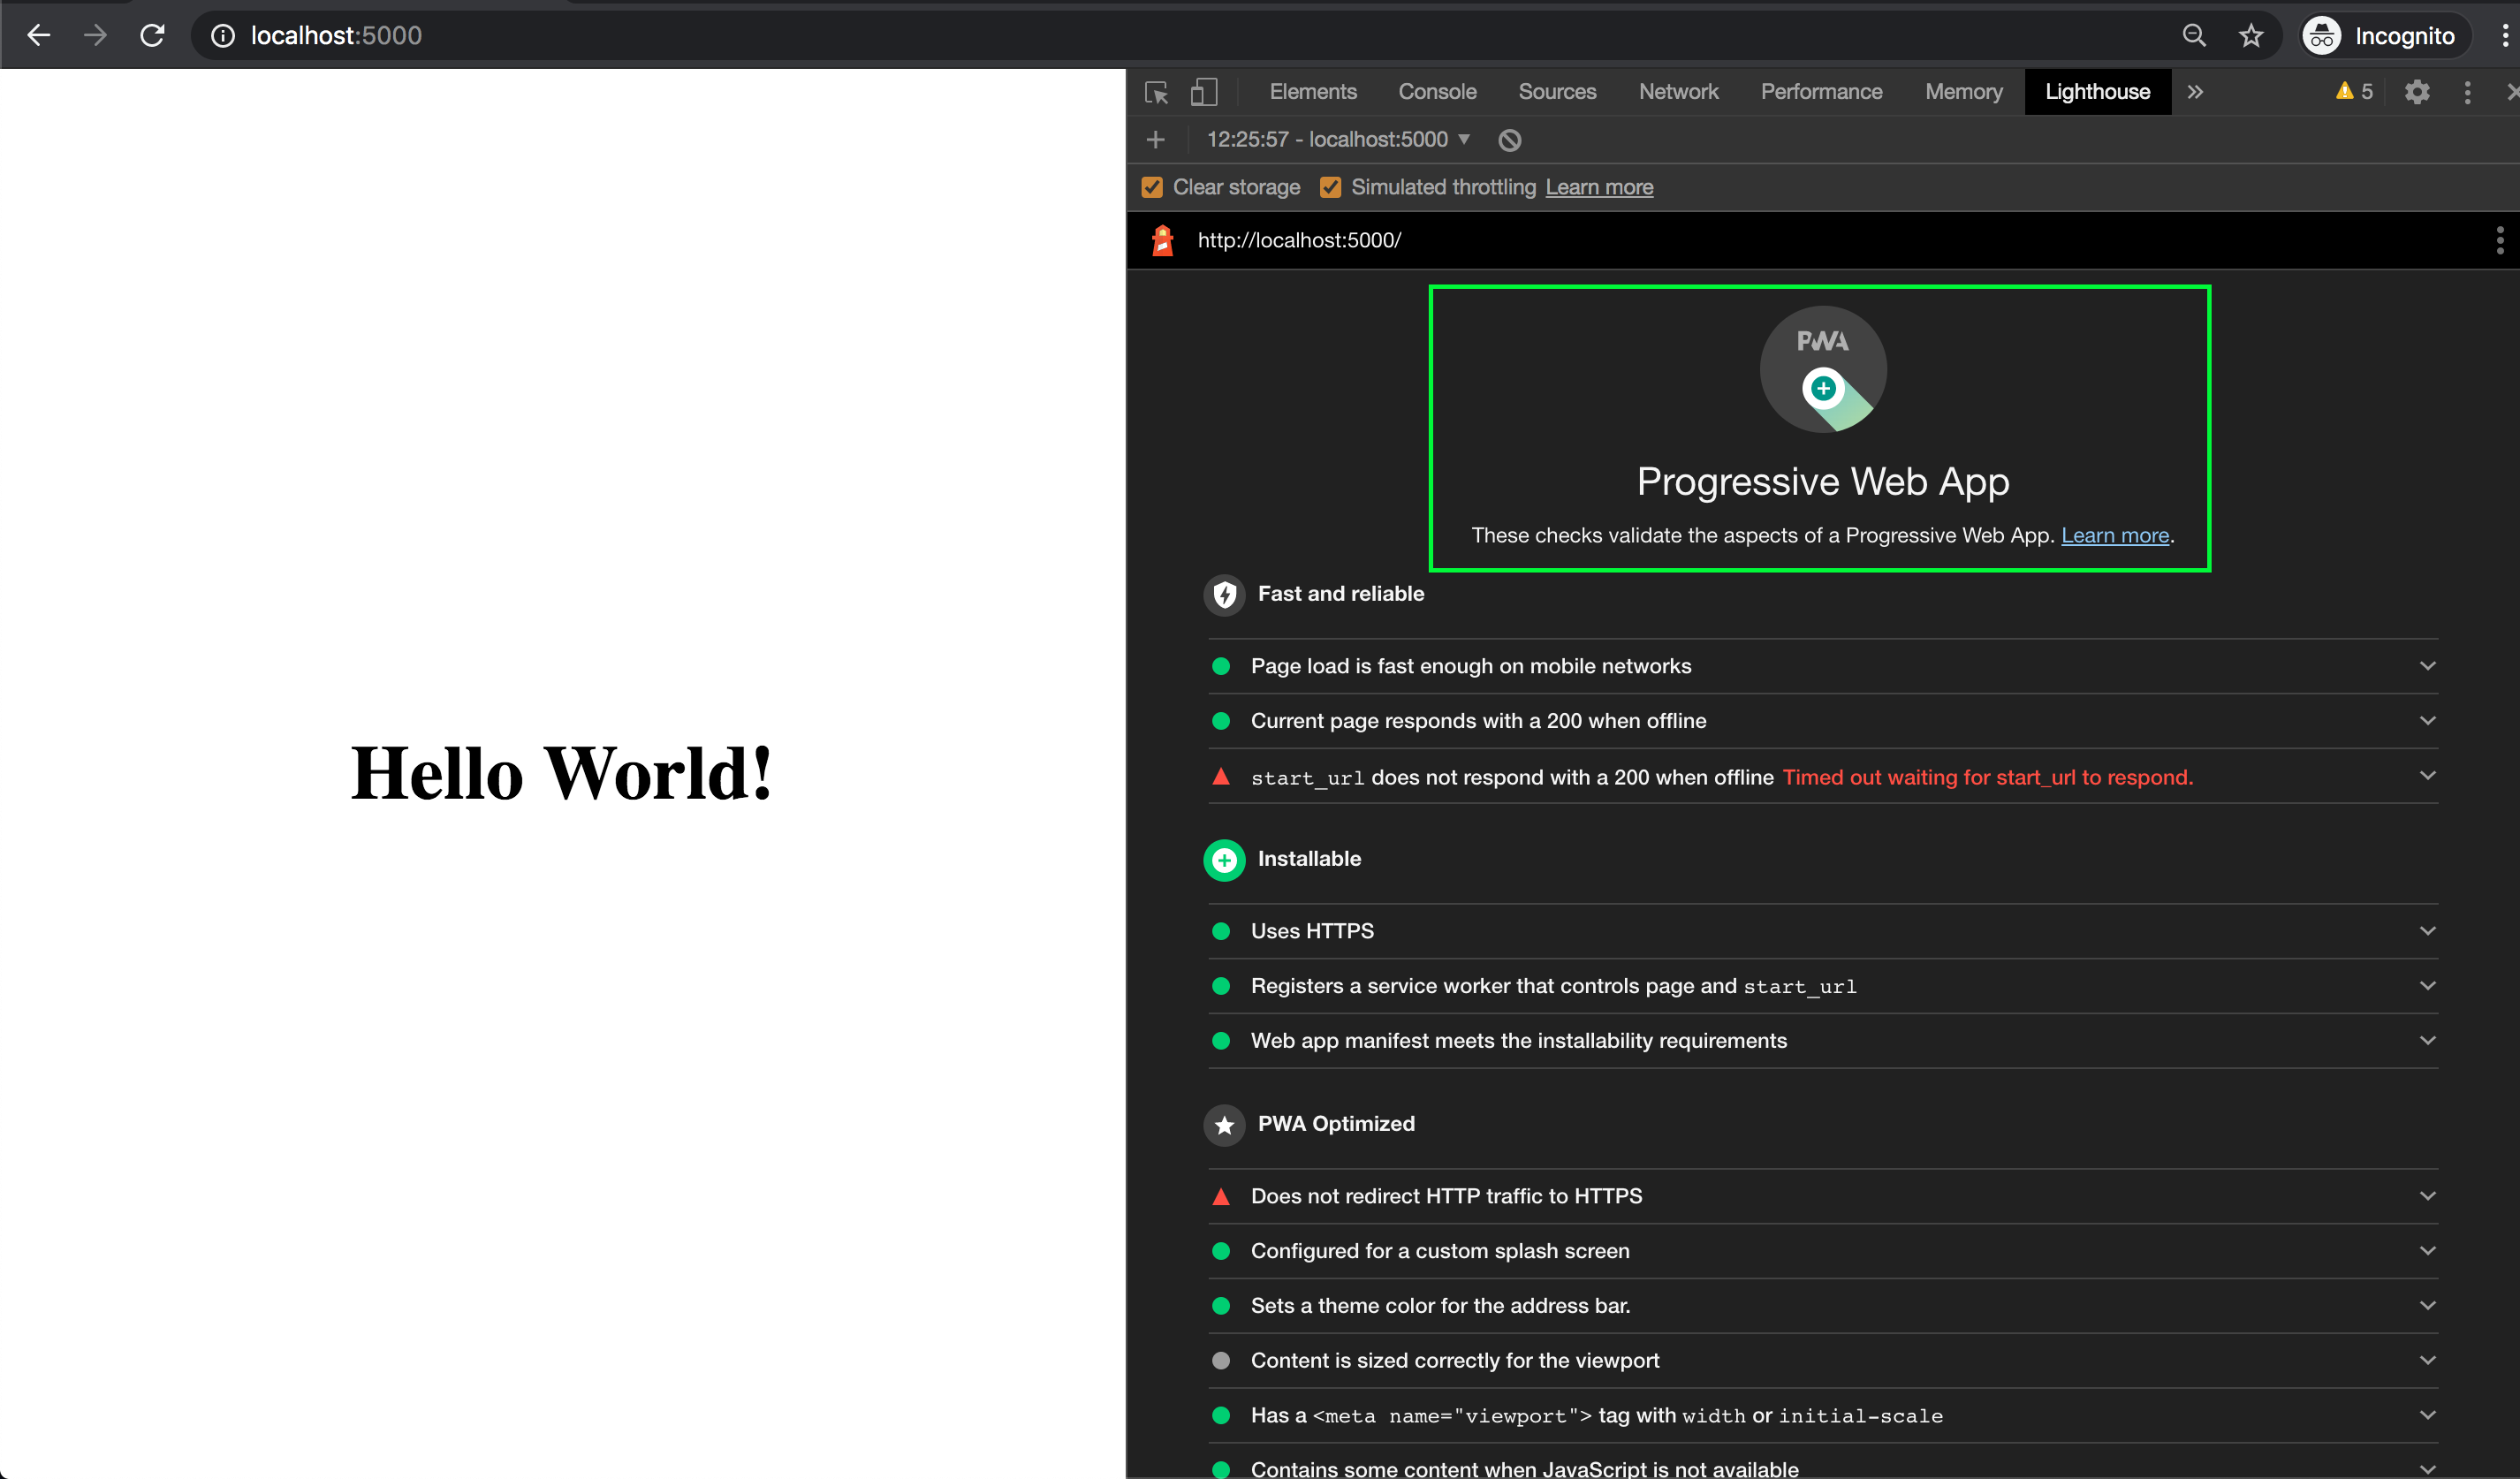 localhost:5000
Incognito
Elements Console Sources Network Performance Memory Lighthouse » 5
12:25:57 - localhost:5000
Clear storage Simulated throttling Learn more
http://localhost:5000/
PWA
Progressive Web App
These checks validate the aspects of a Progressive Web App. Learn more.
Fast and reliable
Page load is fast enough on mobile networks
Current page responds with a 200 when offline
start_url does not respond with a 200 when offline Timed out waiting for start_url to respond.
Hello World!
Installable
Uses HTTPS
Registers a service worker that controls page and start_url
Web app manifest meets the installability requirements
PWA Optimized
Does not redirect HTTP traffic to HTTPS
Configured for a custom splash screen
Sets a theme color for the address bar.
Content is sized correctly for the viewport
Has a <meta name="viewport"> tag with width or initial-scale
Contains some content when JavaScript is not available